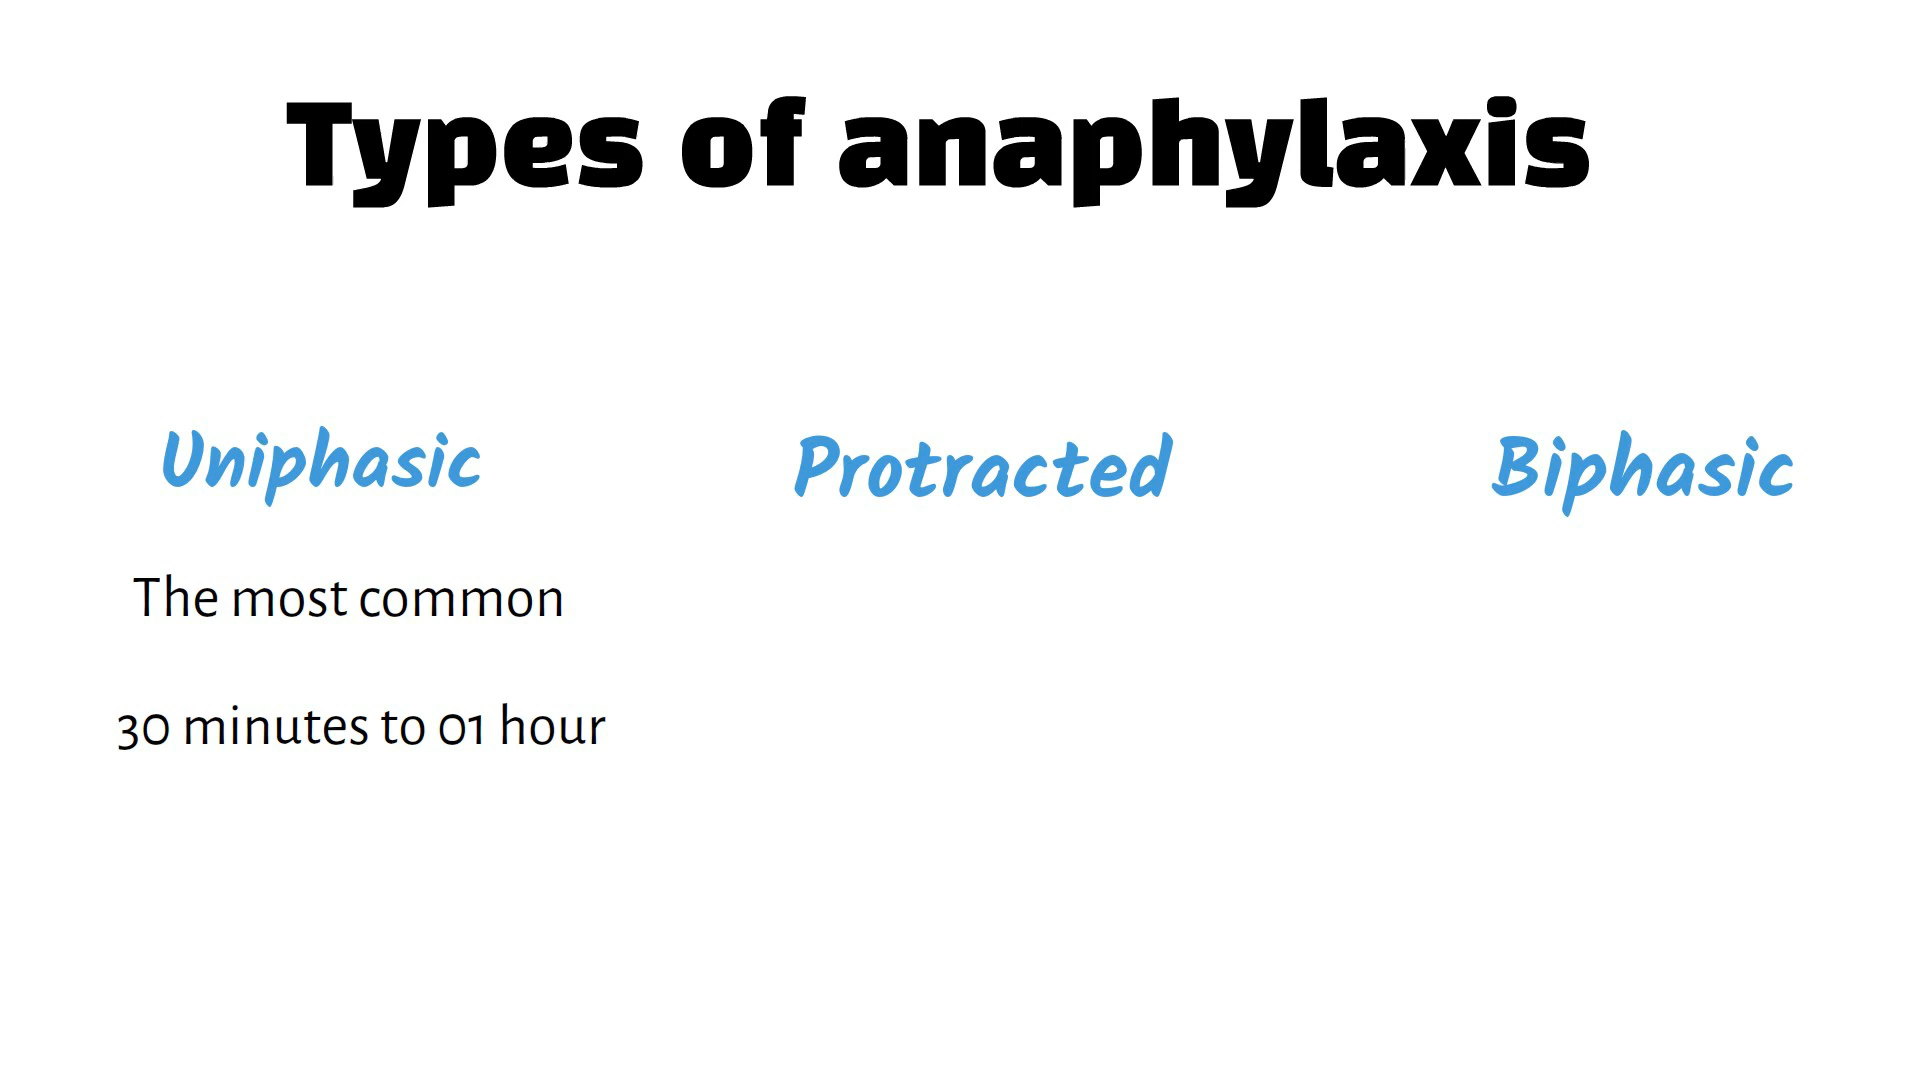 Types of anaphylaxis
Uniphasic
Protracted
Biphasic
The most common
30 minutes to 01 hour